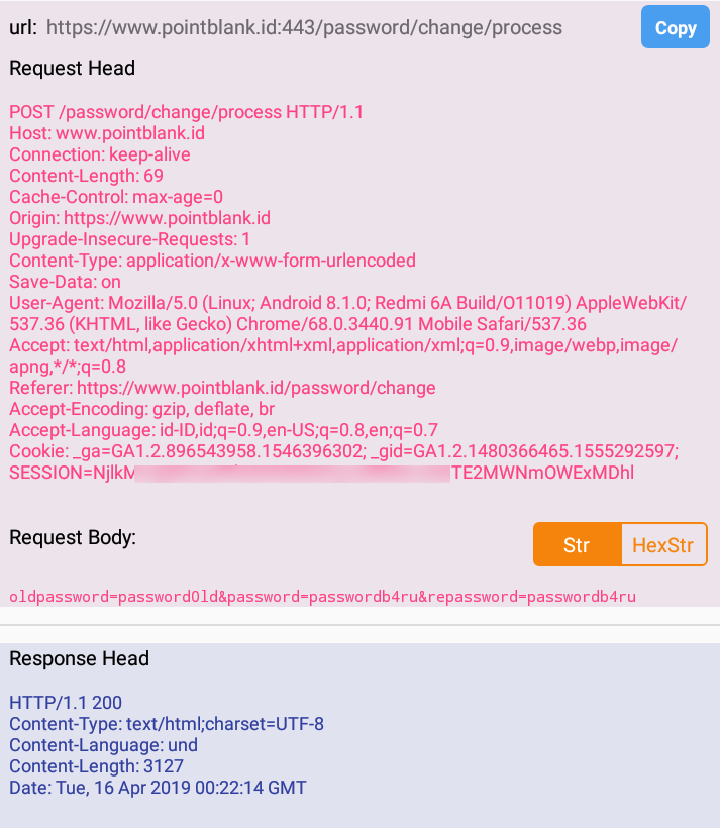 url: https://www.pointblank.id:443/password/change/process
Copy
Request Head
POST /password/change/process HTTP/1.1
Host: www.pointblank.id
Connection: keep-alive
Content-Length: 69
Cache-Control: max-age=0
Origin: https://www.pointblank.id
Upgrade-Insecure-Requests: 1
Content-Type: application/x-www-form-urlencoded
Save-Data: on
User-Agent: Mozilla/5.0 (Linux; Android 8.1.0; Redmi 6A Build/O11019) AppleWebKit/
537.36 (KHTML, like Gecko) Chrome/68.0.3440.91 Mobile Safari/537.36
Accept: text/html,application/xhtml+xml,application/xml;q=0.9,image/webp,image/
apng,*/*;q=0.8
Referer: https://www.pointblank.id/password/change
Accept-Encoding: gzip, deflate, br
Accept-Language: id-ID,id;q=0.9,en-US;q=0.8,en;q=0.7
Cookie: _ga=GA1.2.896543958.1546396302; _gid=GA1.2.1480366465.1555292597;
SESSION=NjlkM TE2MWNmOWExMDhl
Request Body:
Str
HexStr
oldpassword=passwordOld&password=passwordb4ru&repassword=passwordb4ru
Response Head
HTTP/1.1 200
Content-Type: text/html;charset=UTF-8
Content-Language: und
Content-Length: 3127
Date: Tue, 16 Apr 2019 00:22:14 GMT